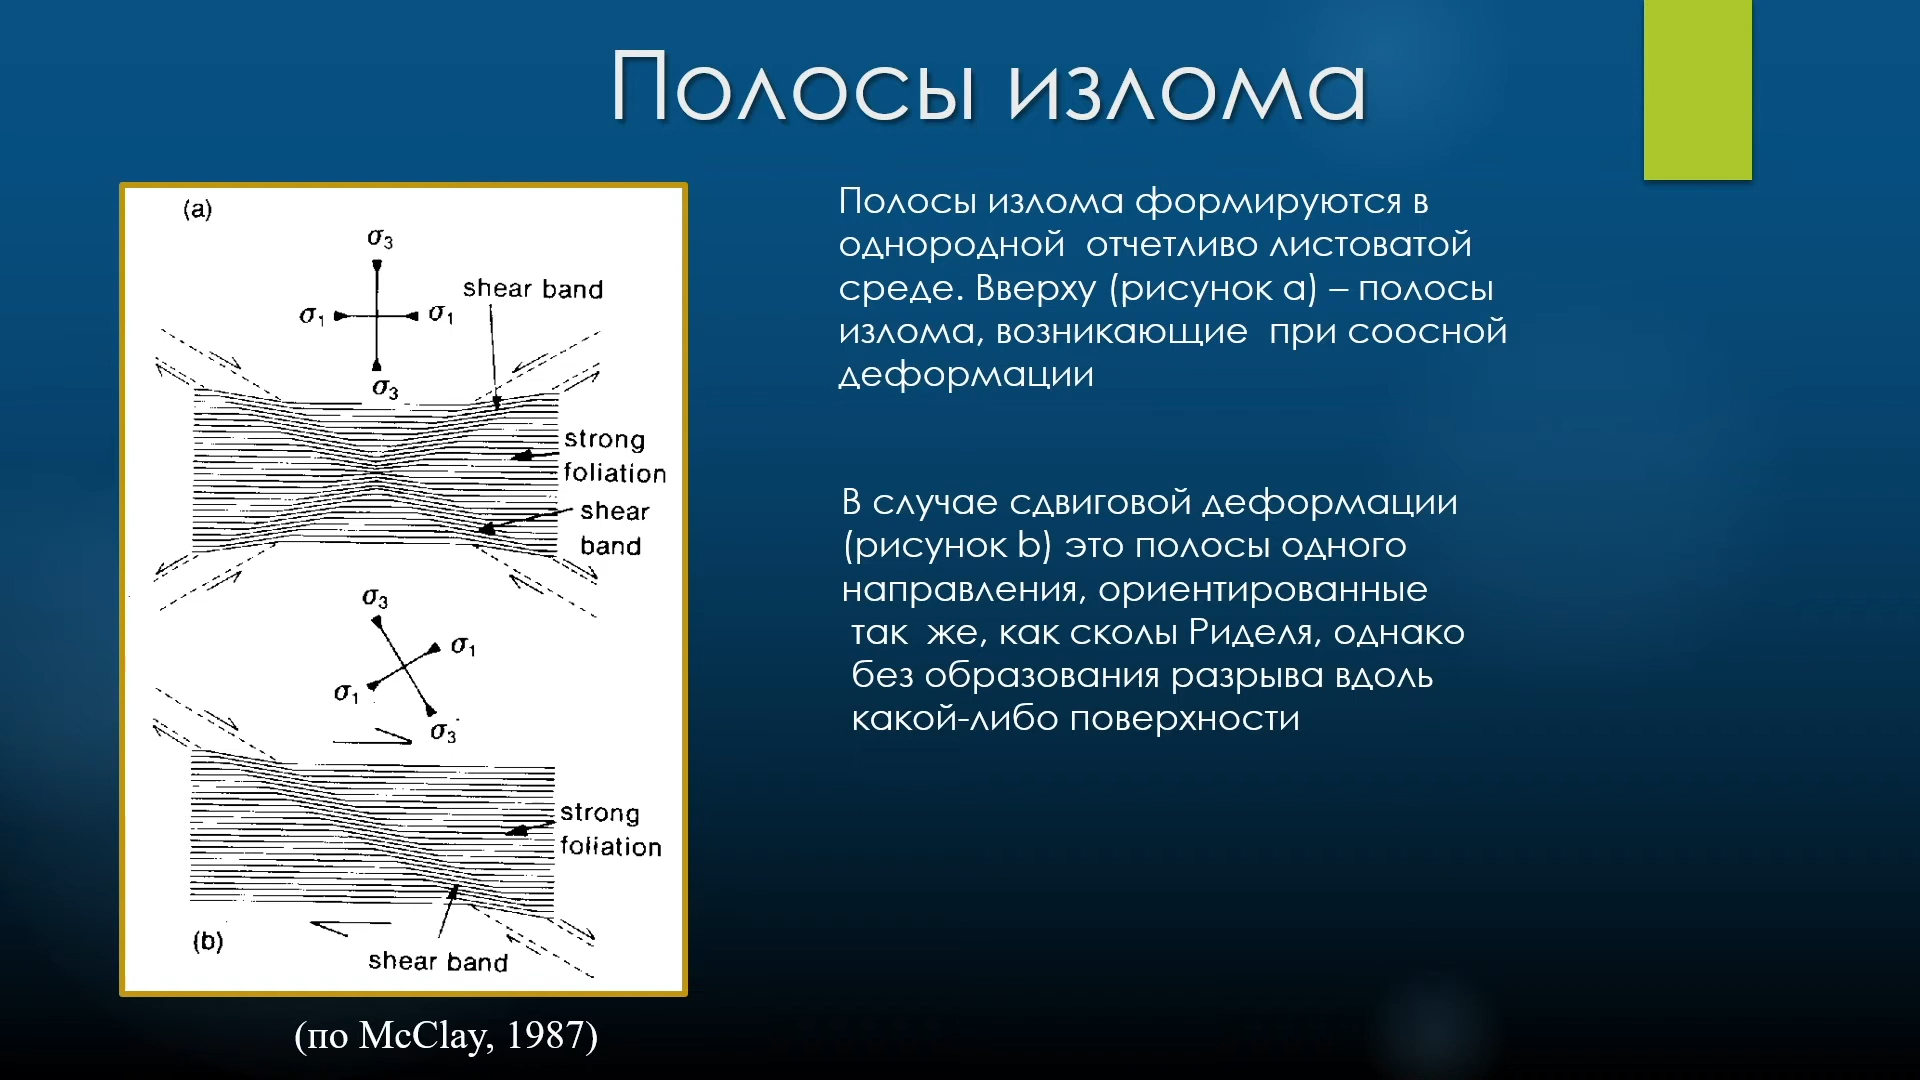 Полосы излома
(a)
σ3
shear band
σ1
σ1
σ3
strong
foliation
shear
band
σ3
σ1
σ1
σ3
strong
foliation
(b)
shear band
(по McClay, 1987)
Полосы излома формируются в
однородной отчетливо листоватой
среде. Вверху (рисунок a) – полосы
излома, возникающие при соосной
деформации
В случае сдвиговой деформации
(рисунок b) это полосы одного
направления, ориентированные
так же, как сколы Риделя, однако
без образования разрыва вдоль
какой-либо поверхности